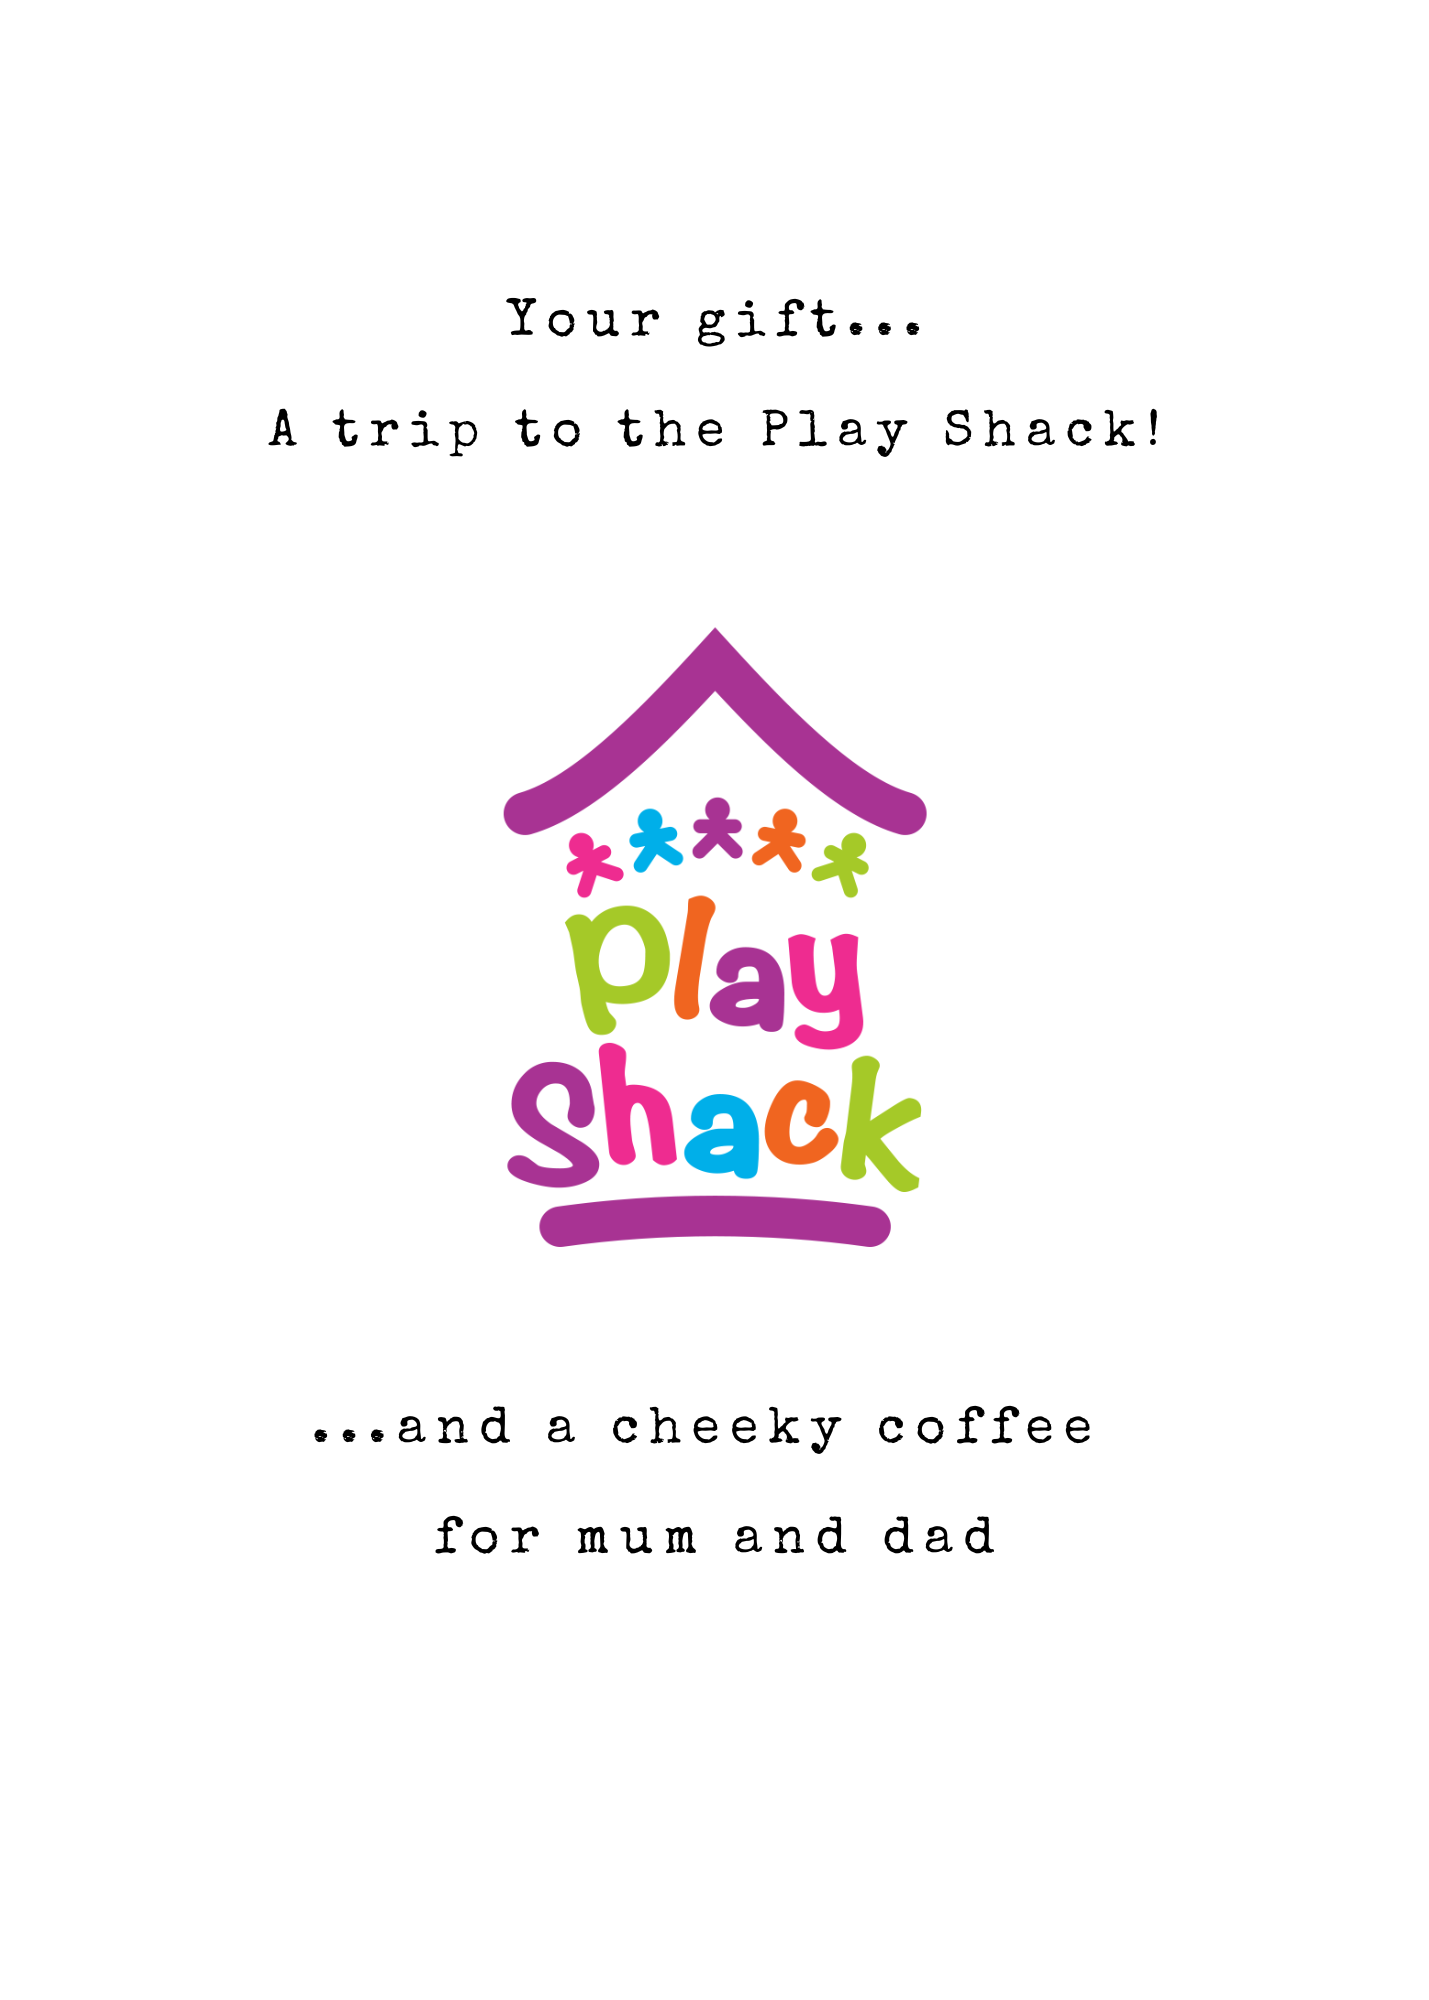 Your gift...
A trip to the Play Shack!
play
Shack
...and a cheeky coffee
for mum and dad